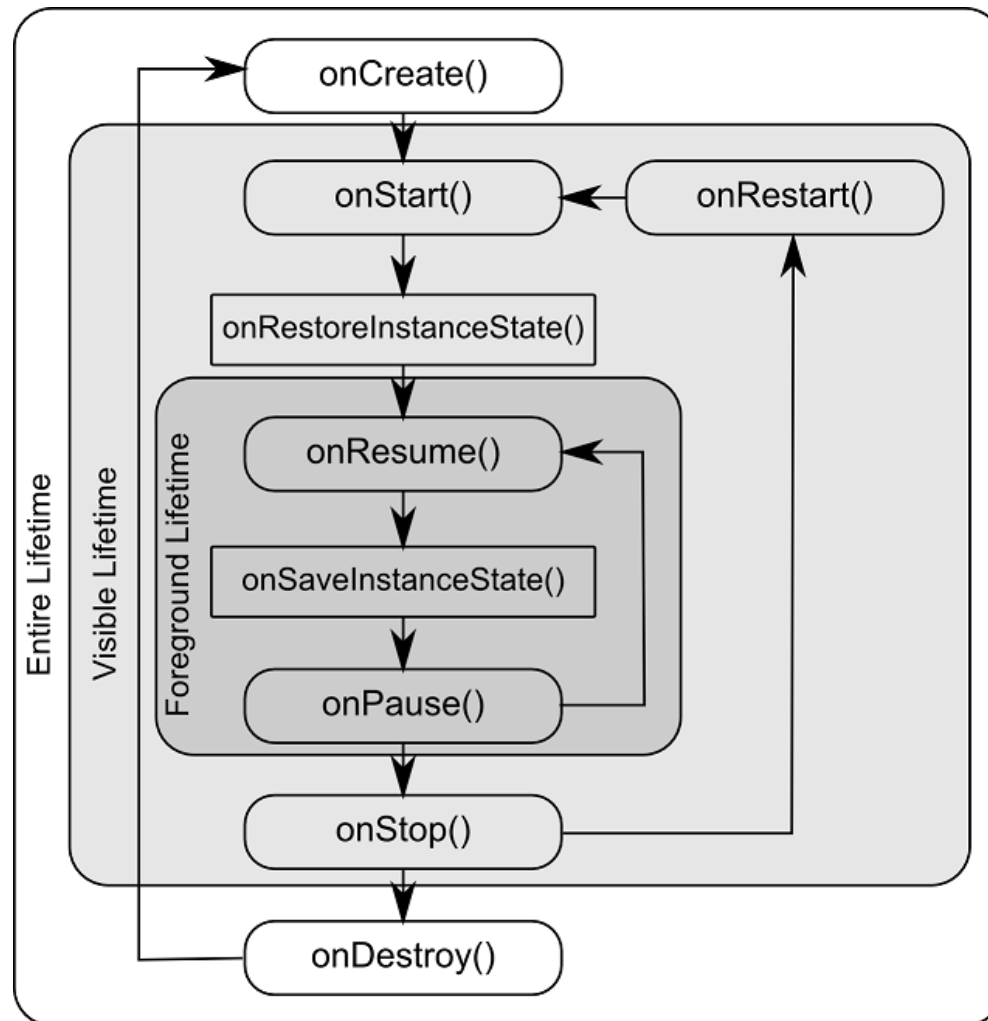 onCreate()
onStart()
onRestart()
onRestoreInstanceState()
onResume()
onSaveInstanceState()
onPause()
onStop()
onDestroy()
Entire Lifetime
Visible Lifetime
Foreground Lifetime